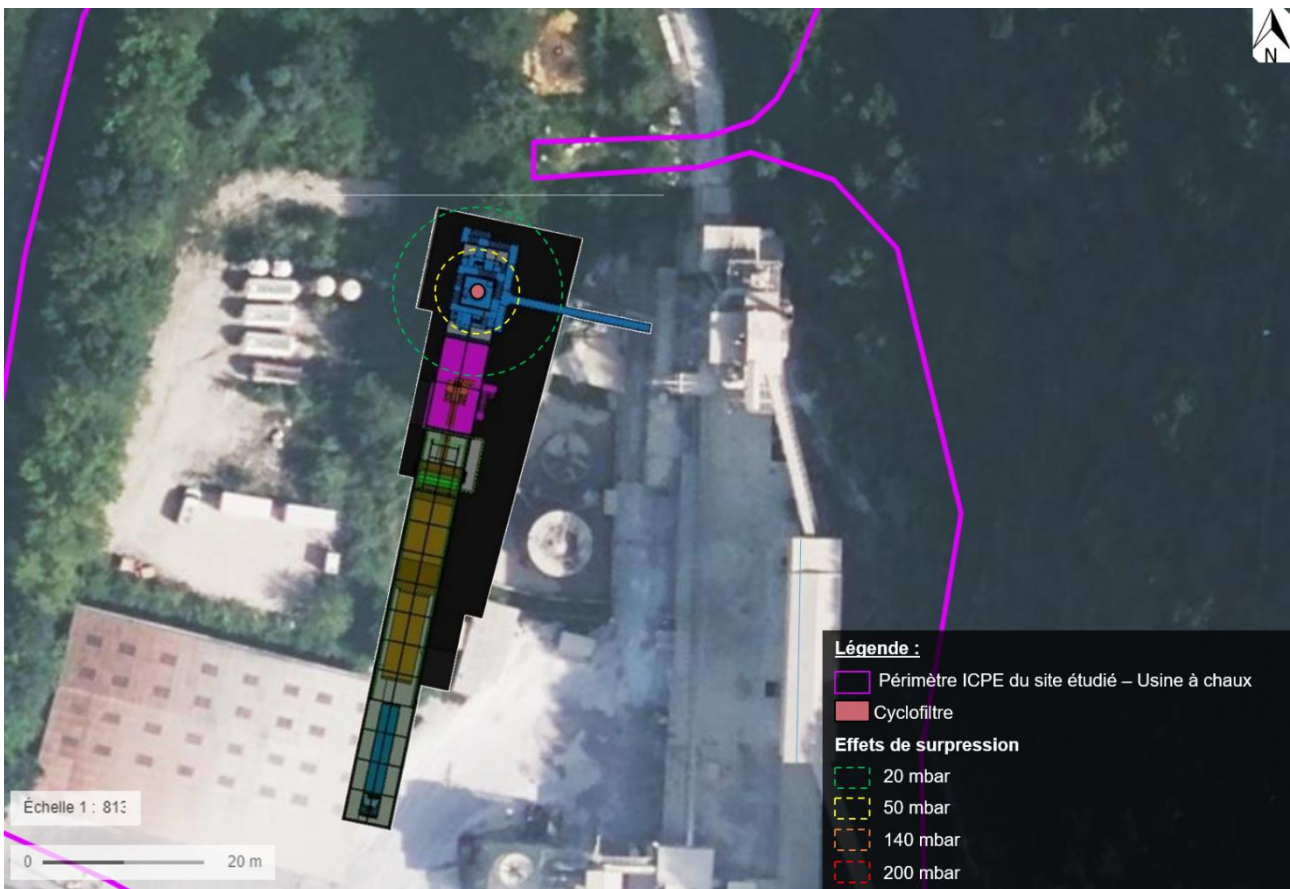 N
Légende :
Périmètre ICPE du site étudié – Usine à chaux
Cyclofiltre
Effets de surpression
20 mbar
50 mbar
140 mbar
200 mbar
Échelle 1 : 813
0 20 m